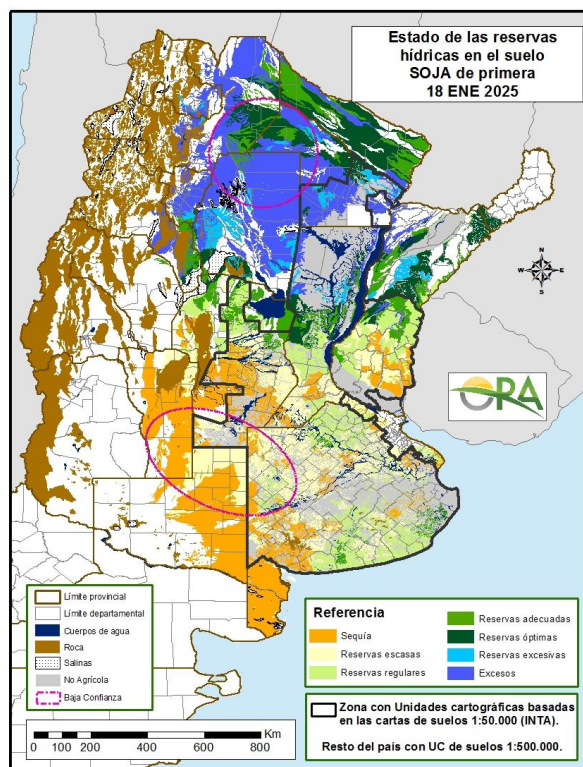 Estado de las reservas
hídricas en el suelo
SOJA de primera
18 ENE 2025
N
W
E
S
ORA
Límite provincial
Límite departamental
Cuerpos de agua
Roca
Salinas
No Agrícola
Baja Confianza
Referencia
Sequía
Reservas escasas
Reservas regulares
Reservas adecuadas
Reservas óptimas
Reservas excesivas
Excesos
Zona con Unidades cartográficas basadas
en las cartas de suelos 1:50.000 (INTA).
Resto del país con UC de suelos 1:500.000.
Km
0 100 200 400 600 800